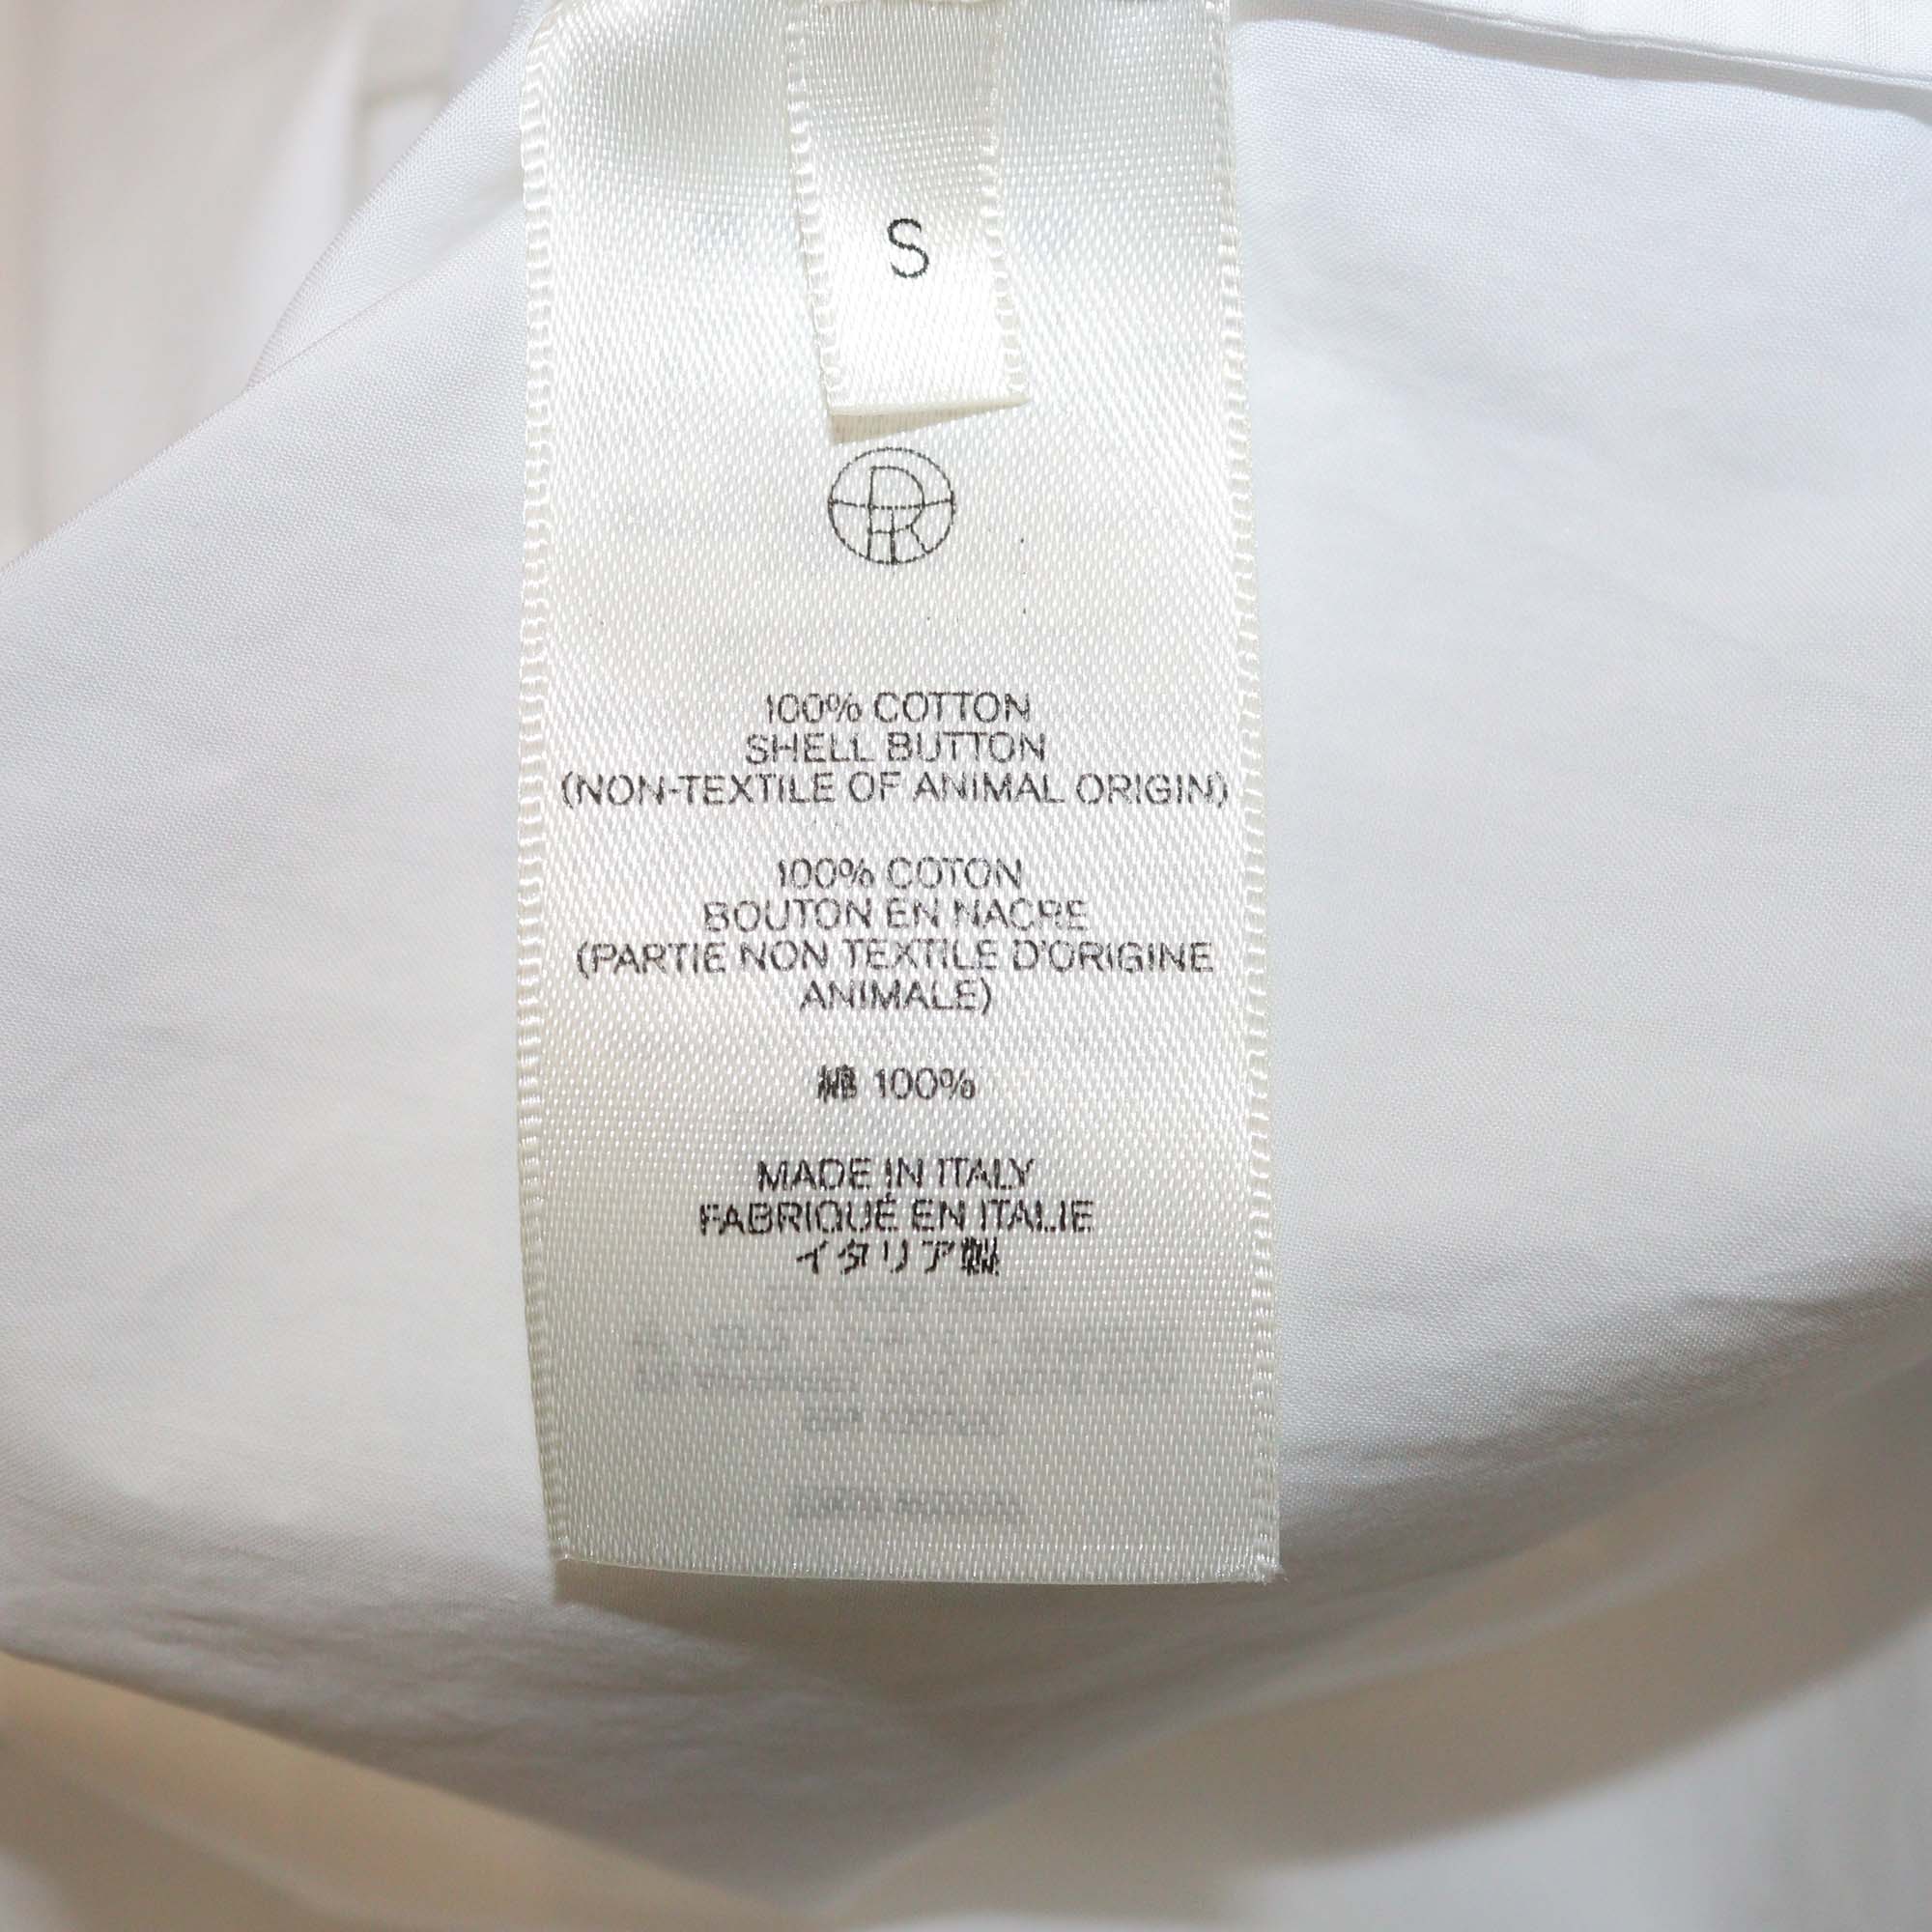 S
100% COTTON
SHELL BUTTON
(NON-TEXTILE OF ANIMAL ORIGIN)
100% COTON
BOUTON EN NACRE
(PARTIE NON TEXTILE D'ORIGINE
ANIMALE)
綿 100%
MADE IN ITALY
FABRIQUÉ EN ITALIE
イタリア製